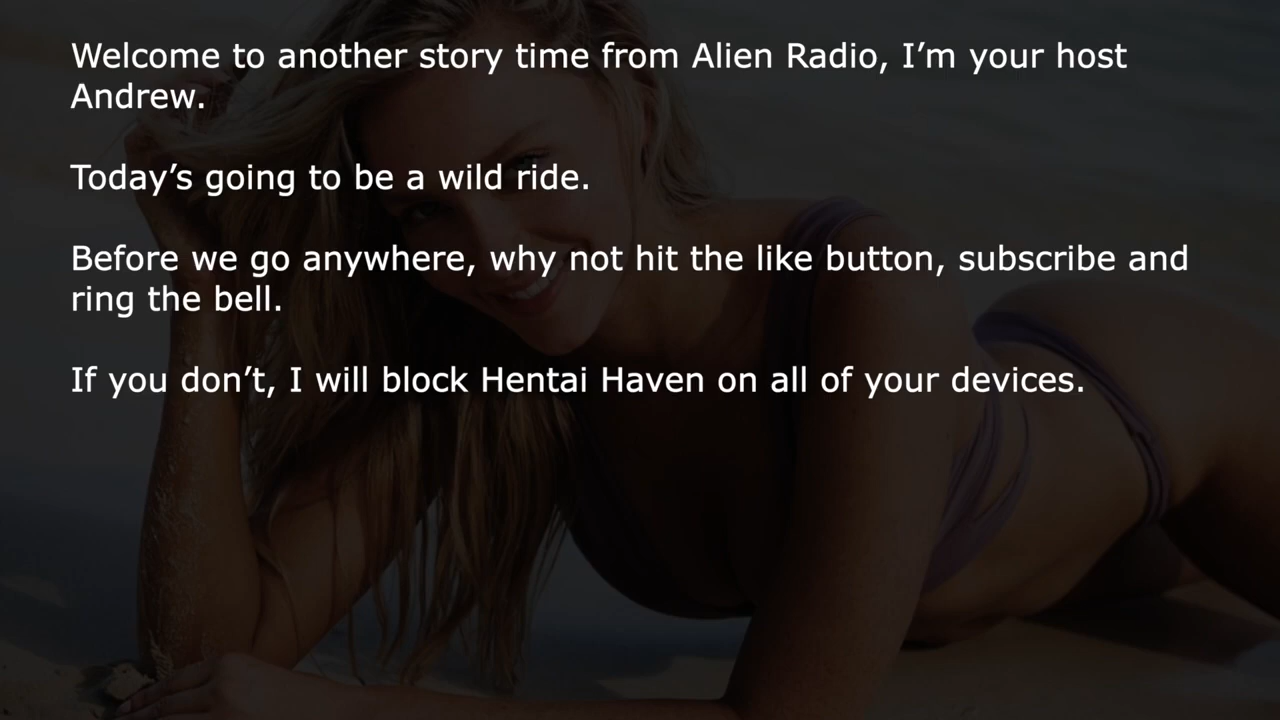 Welcome to another story time from Alien Radio, I’m your host
Andrew.
Today’s going to be a wild ride.
Before we go anywhere, why not hit the like button, subscribe and
ring the bell.
If you don’t, I will block Hentai Haven on all of your devices.